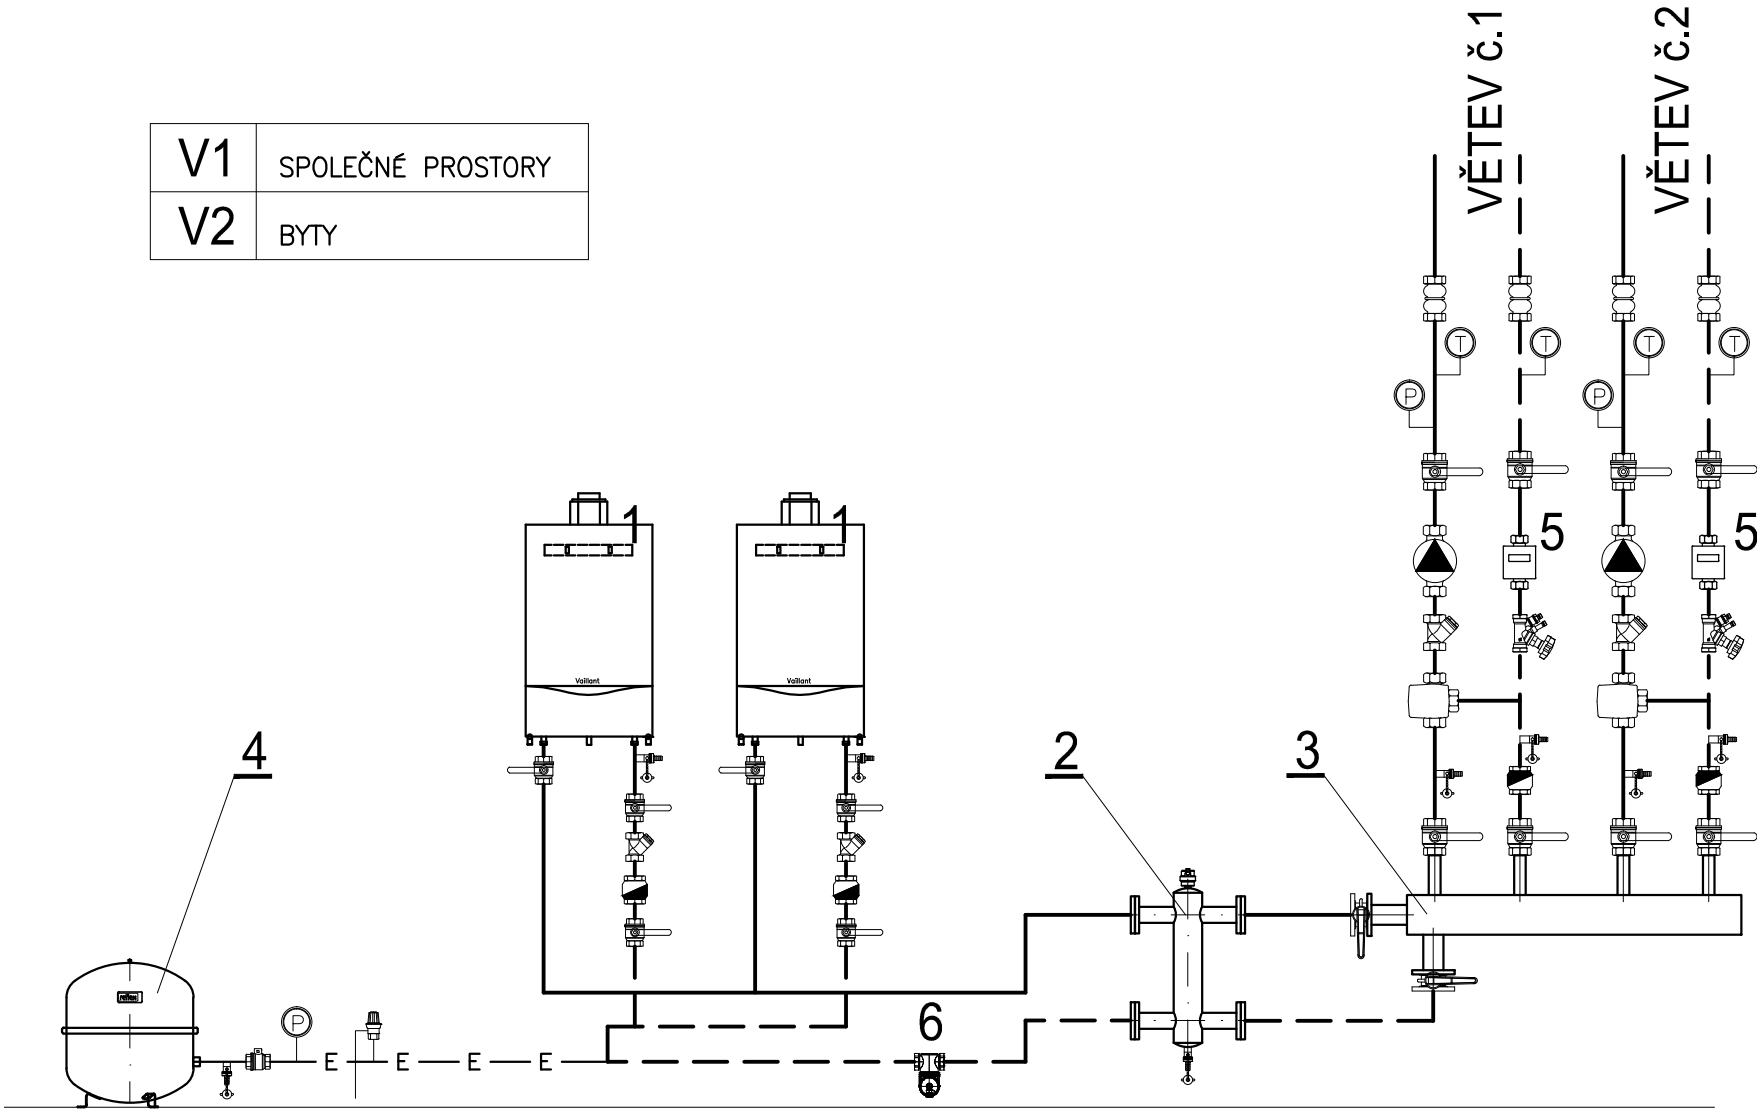 VĚTEV č.1
VĚTEV č.2
V1 SPOLEČNÉ PROSTORY
V2 BYTY
T T T T
P P
1 1
5 5
Vaillant Vaillant
4
2
3
reflex
P
6
E E E E